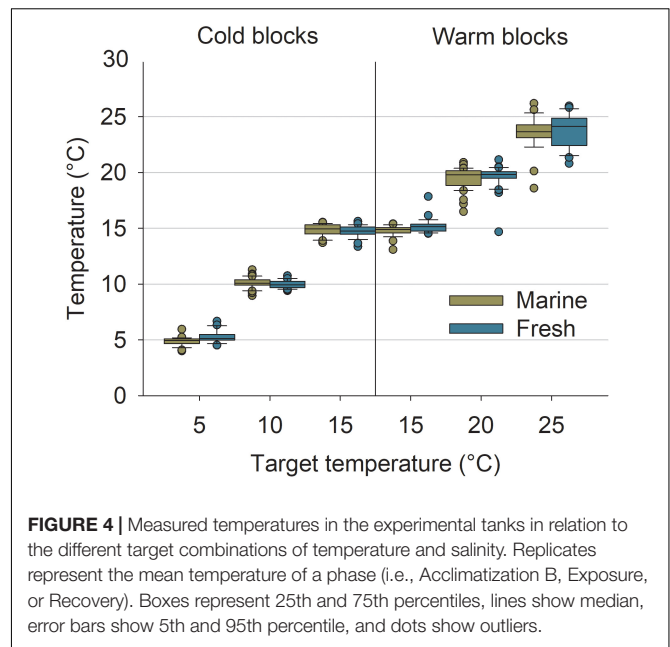 Cold blocks Warm blocks
30
25
20
15
10
5
0
Temperature (°C)
Marine
Fresh
5 10 15 15 20 25
Target temperature (°C)
FIGURE 4 | Measured temperatures in the experimental tanks in relation to
the different target combinations of temperature and salinity. Replicates
represent the mean temperature of a phase (i.e., Acclimatization B, Exposure,
or Recovery). Boxes represent 25th and 75th percentiles, lines show median,
error bars show 5th and 95th percentile, and dots show outliers.